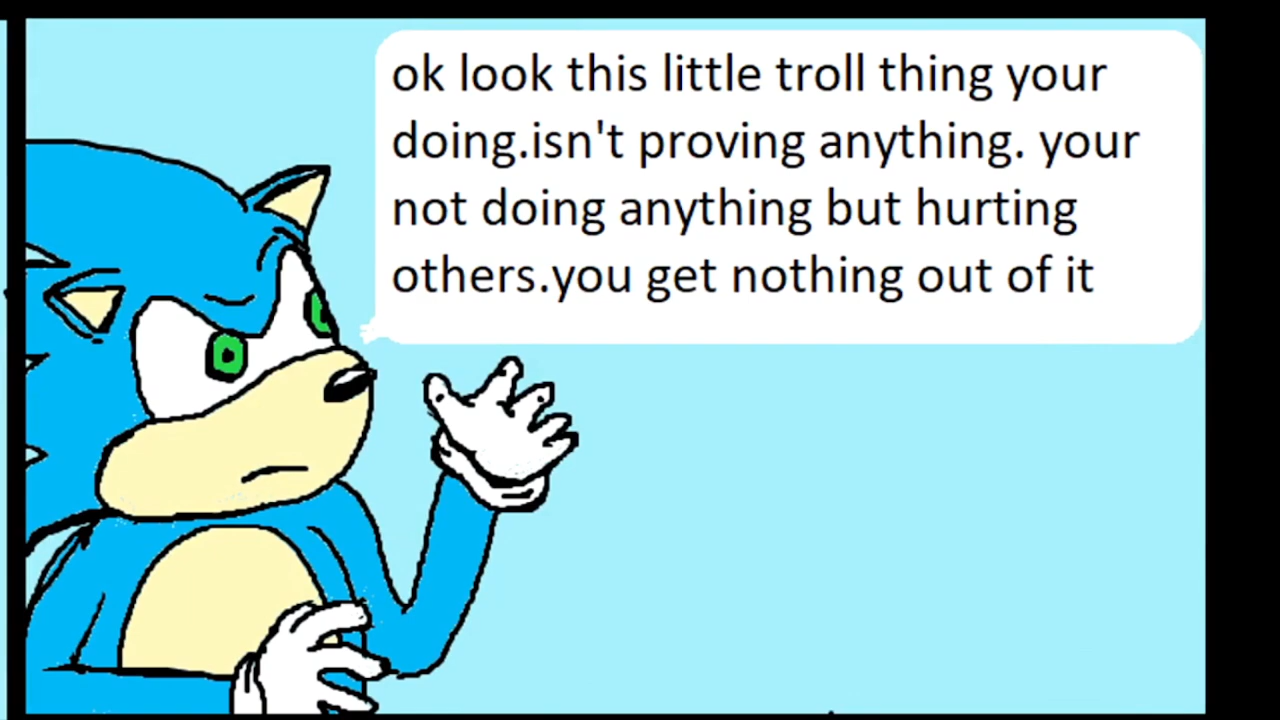 ok look this little troll thing your
doing.isn't proving anything. your
not doing anything but hurting
others.you get nothing out of it